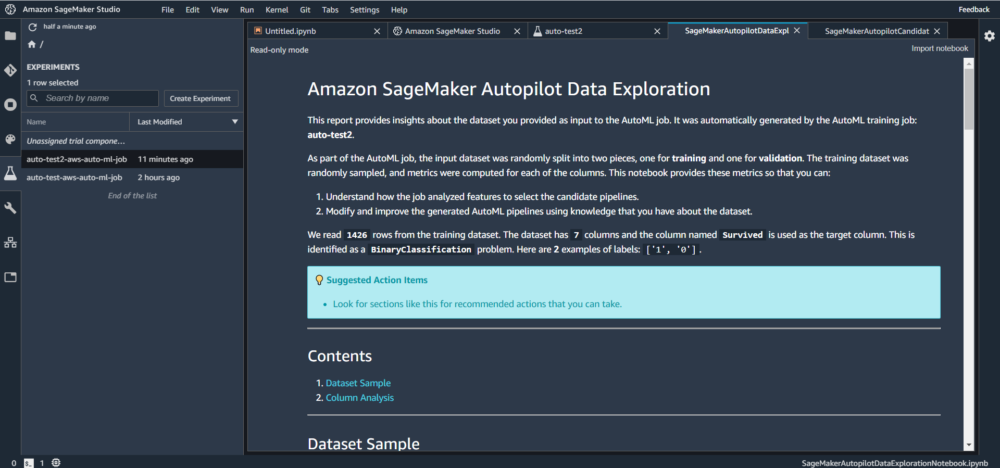 Amazon SageMaker Studio
File Edit View Run Kernel Git Tabs Settings Help
Feedback
half a minute ago
/
EXPERIMENTS
1 row selected
Search by name
Create Experiment
Name
Last Modified
Unassigned trial compone...
auto-test2-aws-auto-ml-job 11 minutes ago
auto-test-aws-auto-ml-job 2 hours ago
End of the list
Untitled.ipynb
Amazon SageMaker Studio
auto-test2
SageMakerAutopilotDataExpl
SageMakerAutopilotCandidat
Read-only mode
Import notebook
Amazon SageMaker Autopilot Data Exploration
This report provides insights about the dataset you provided as input to the AutoML job. It was automatically generated by the AutoML training job:
auto-test2.
As part of the AutoML job, the input dataset was randomly split into two pieces, one for training and one for validation. The training dataset was
randomly sampled, and metrics were computed for each of the columns. This notebook provides these metrics so that you can:
1. Understand how the job analyzed features to select the candidate pipelines.
2. Modify and improve the generated AutoML pipelines using knowledge that you have about the dataset.
We read 1426 rows from the training dataset. The dataset has 7 columns and the column named Survived is used as the target column. This is
identified as a BinaryClassification problem. Here are 2 examples of labels: ['1', '0'].
Suggested Action Items
• Look for sections like this for recommended actions that you can take.
Contents
1. Dataset Sample
2. Column Analysis
Dataset Sample
0 $_ 1
SageMakerAutopilotDataExplorationNotebook.ipynb